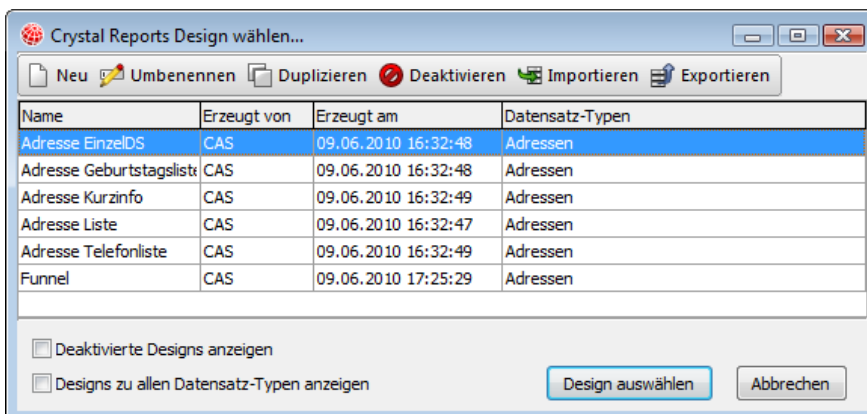 Crystal Reports Design wählen...
Neu Umbenennen Duplizieren Deaktivieren Importieren Exportieren
Name Erzeugt von Erzeugt am Datensatz-Typen
Adresse EinzelDS CAS 09.06.2010 16:32:48 Adressen
Adresse Geburtstagsliste CAS 09.06.2010 16:32:48 Adressen
Adresse Kurzinfo CAS 09.06.2010 16:32:49 Adressen
Adresse Liste CAS 09.06.2010 16:32:47 Adressen
Adresse Telefonliste CAS 09.06.2010 16:32:49 Adressen
Funnel CAS 09.06.2010 17:25:29 Adressen
Deaktivierte Designs anzeigen
Designs zu allen Datensatz-Typen anzeigen Design auswählen Abbrechen